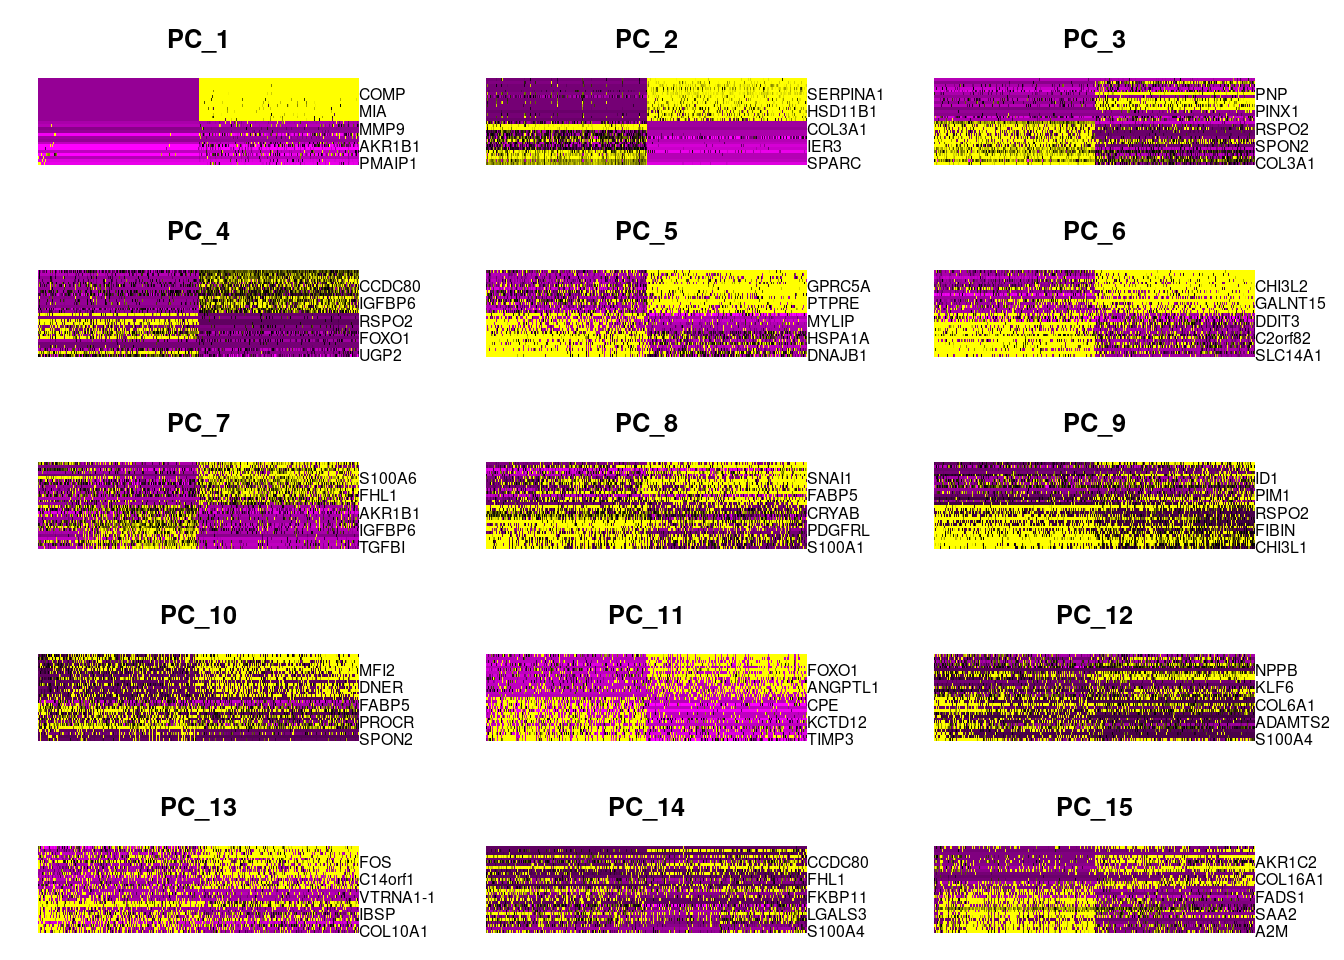 PC_1
COMP
MIA
MMP9
AKR1B1
PMAIP1
PC_2
SERPINA1
HSD11B1
COL3A1
IER3
SPARC
PC_3
PNP
PINX1
RSPO2
SPON2
COL3A1
PC_4
CCDC80
IGFBP6
RSPO2
FOXO1
UGP2
PC_5
GPRC5A
PTPRE
MYLIP
HSPA1A
DNAJB1
PC_6
CHI3L2
GALNT15
DDIT3
C2orf82
SLC14A1
PC_7
S100A6
FHL1
AKR1B1
IGFBP6
TGFBI
PC_8
SNAI1
FABP5
CRYAB
PDGFRL
S100A1
PC_9
ID1
PIM1
RSPO2
FIBIN
CHI3L1
PC_10
MFI2
DNER
FABP5
PROCR
SPON2
PC_11
FOXO1
ANGPTL1
CPE
KCTD12
TIMP3
PC_12
NPPB
KLF6
COL6A1
ADAMTS2
S100A4
PC_13
FOS
C14orf1
VTRNA1-1
IBSP
COL10A1
PC_14
CCDC80
FHL1
FKBP11
LGALS3
S100A4
PC_15
AKR1C2
COL16A1
FADS1
SAA2
A2M